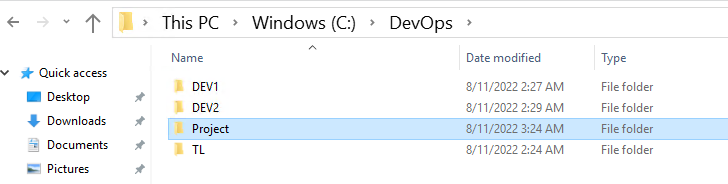 This PC > Windows (C:) > DevOps >
Name Date modified Type
Quick access
Desktop
Downloads
Documents
Pictures
DEV1 8/11/2022 2:27 AM File folder
DEV2 8/11/2022 2:29 AM File folder
Project 8/11/2022 3:24 AM File folder
TL 8/11/2022 2:24 AM File folder